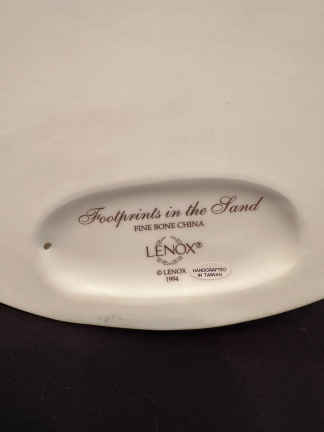 Footprints in the Sand
FINE BONE CHINA
LENOX®
© LENOX
1994
HANDCRAFTED
IN TAIWAN